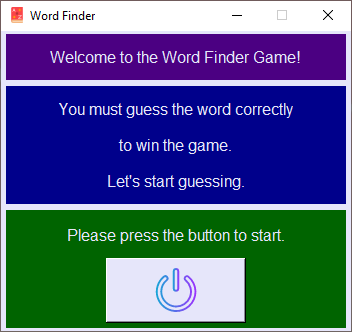 Word Finder
Welcome to the Word Finder Game!
You must guess the word correctly
to win the game.
Let's start guessing.
Please press the button to start.